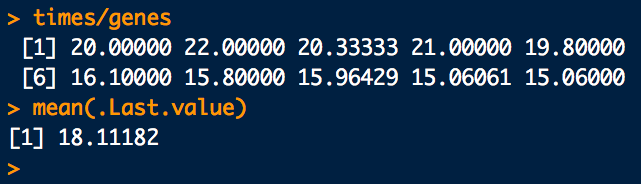 > times/genes
[1] 20.00000 22.00000 20.33333 21.00000 19.80000
[6] 16.10000 15.80000 15.96429 15.06061 15.06000
> mean(.Last.value)
[1] 18.11182
>